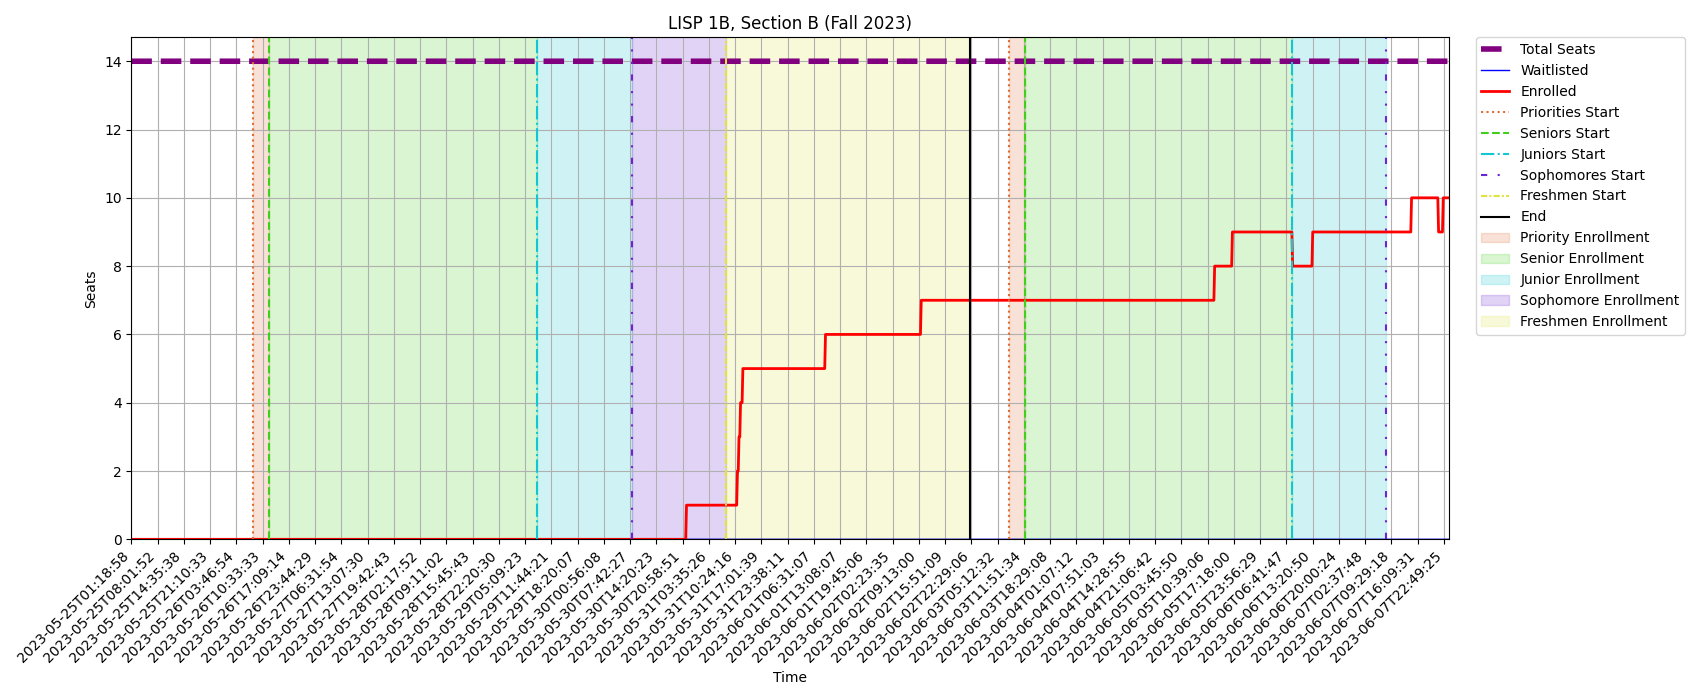 LISP 1B, Section B (Fall 2023)
Seats
14
12
10
8
6
4
2
0
2023-05-25T01:18:58
2023-05-25T08:01:52
2023-05-25T14:35:38
2023-05-25T21:10:33
2023-05-26T03:46:54
2023-05-26T10:33:33
2023-05-26T17:09:14
2023-05-26T23:44:29
2023-05-27T06:31:54
2023-05-27T13:07:30
2023-05-27T19:42:43
2023-05-28T02:17:52
2023-05-28T09:11:02
2023-05-28T15:45:43
2023-05-28T22:20:30
2023-05-29T05:09:23
2023-05-29T11:44:21
2023-05-29T18:20:07
2023-05-30T00:56:08
2023-05-30T07:42:27
2023-05-30T14:20:23
2023-05-30T20:58:51
2023-05-31T03:35:26
2023-05-31T10:24:16
2023-05-31T17:01:39
2023-05-31T23:38:11
2023-06-01T06:31:07
2023-06-01T13:08:07
2023-06-01T19:45:06
2023-06-02T02:23:35
2023-06-02T09:13:00
2023-06-02T15:51:09
2023-06-02T22:29:06
2023-06-03T05:12:32
2023-06-03T11:51:34
2023-06-03T18:29:08
2023-06-04T01:07:12
2023-06-04T07:51:03
2023-06-04T14:28:55
2023-06-04T21:06:42
2023-06-05T03:45:50
2023-06-05T10:39:06
2023-06-05T17:18:00
2023-06-05T23:56:29
2023-06-06T06:41:47
2023-06-06T13:20:50
2023-06-06T20:00:24
2023-06-07T02:37:48
2023-06-07T09:29:18
2023-06-07T16:09:31
2023-06-07T22:49:25
Time
Total Seats
Waitlisted
Enrolled
Priorities Start
Seniors Start
Juniors Start
Sophomores Start
Freshmen Start
End
Priority Enrollment
Senior Enrollment
Junior Enrollment
Sophomore Enrollment
Freshmen Enrollment